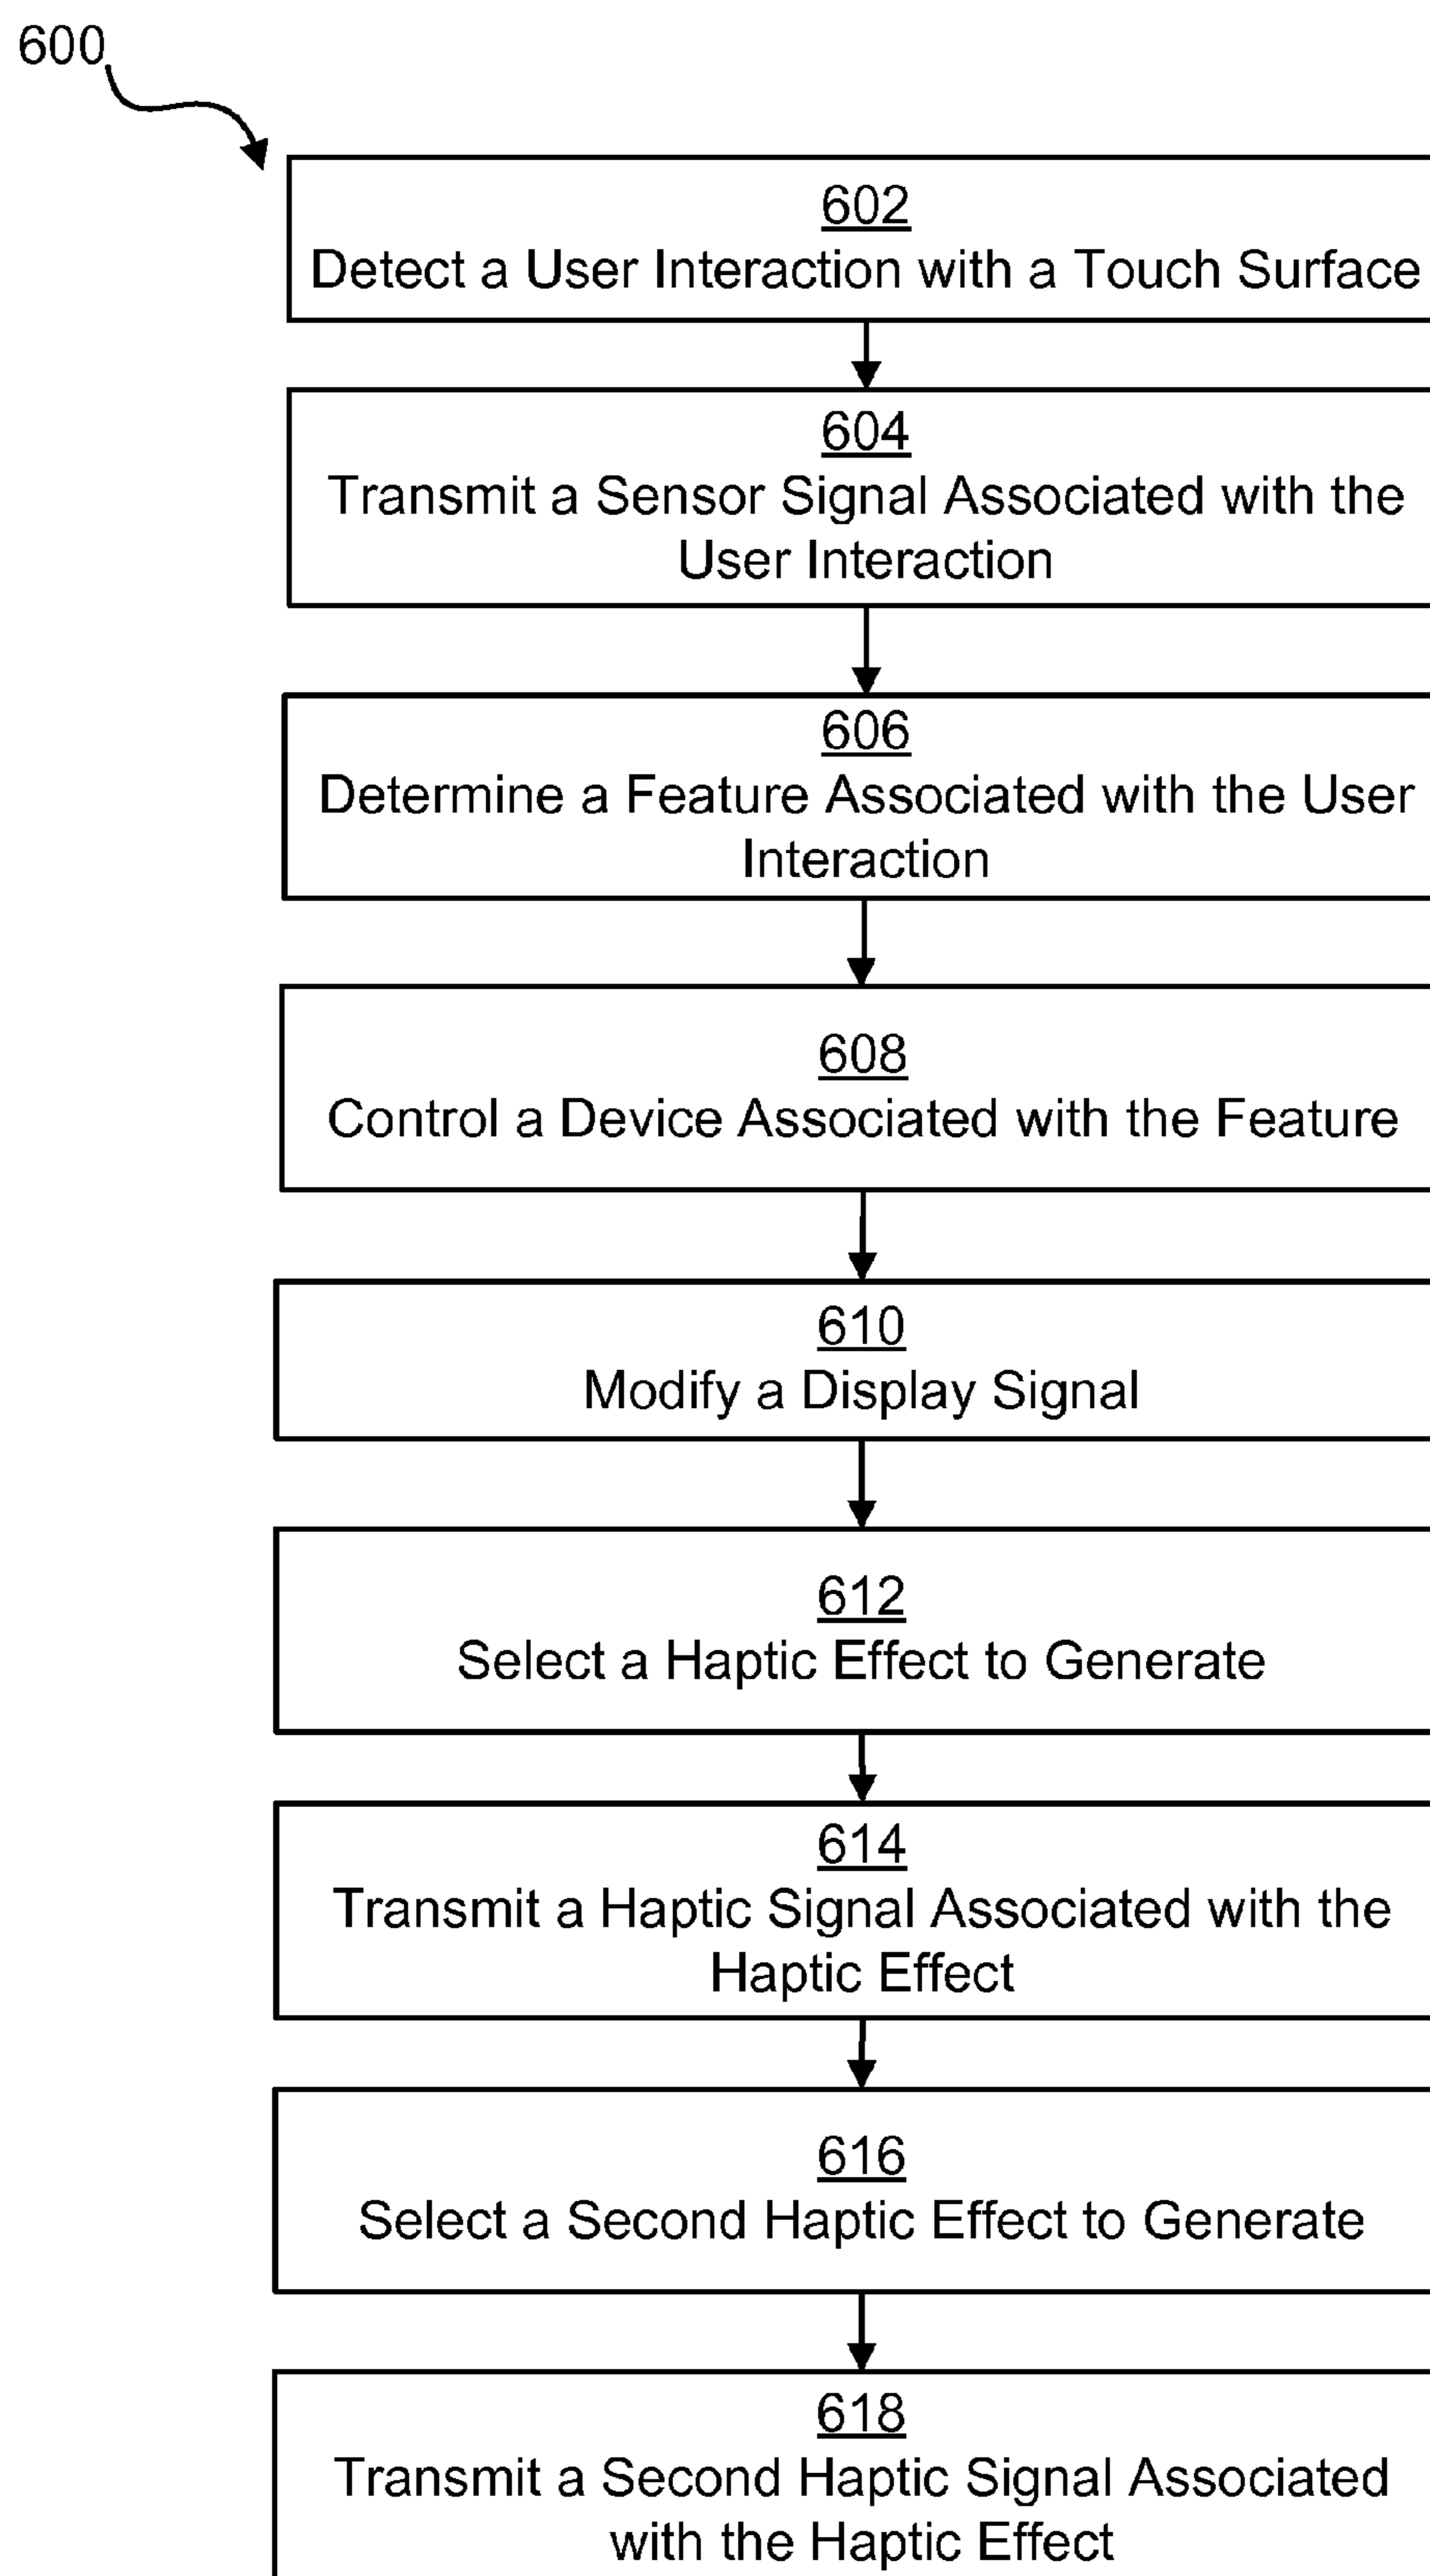 600
602
Detect a User Interaction with a Touch Surface
604
Transmit a Sensor Signal Associated with the
User Interaction
606
Determine a Feature Associated with the User
Interaction
608
Control a Device Associated with the Feature
610
Modify a Display Signal
612
Select a Haptic Effect to Generate
614
Transmit a Haptic Signal Associated with the
Haptic Effect
616
Select a Second Haptic Effect to Generate
618
Transmit a Second Haptic Signal Associated
with the Haptic Effect